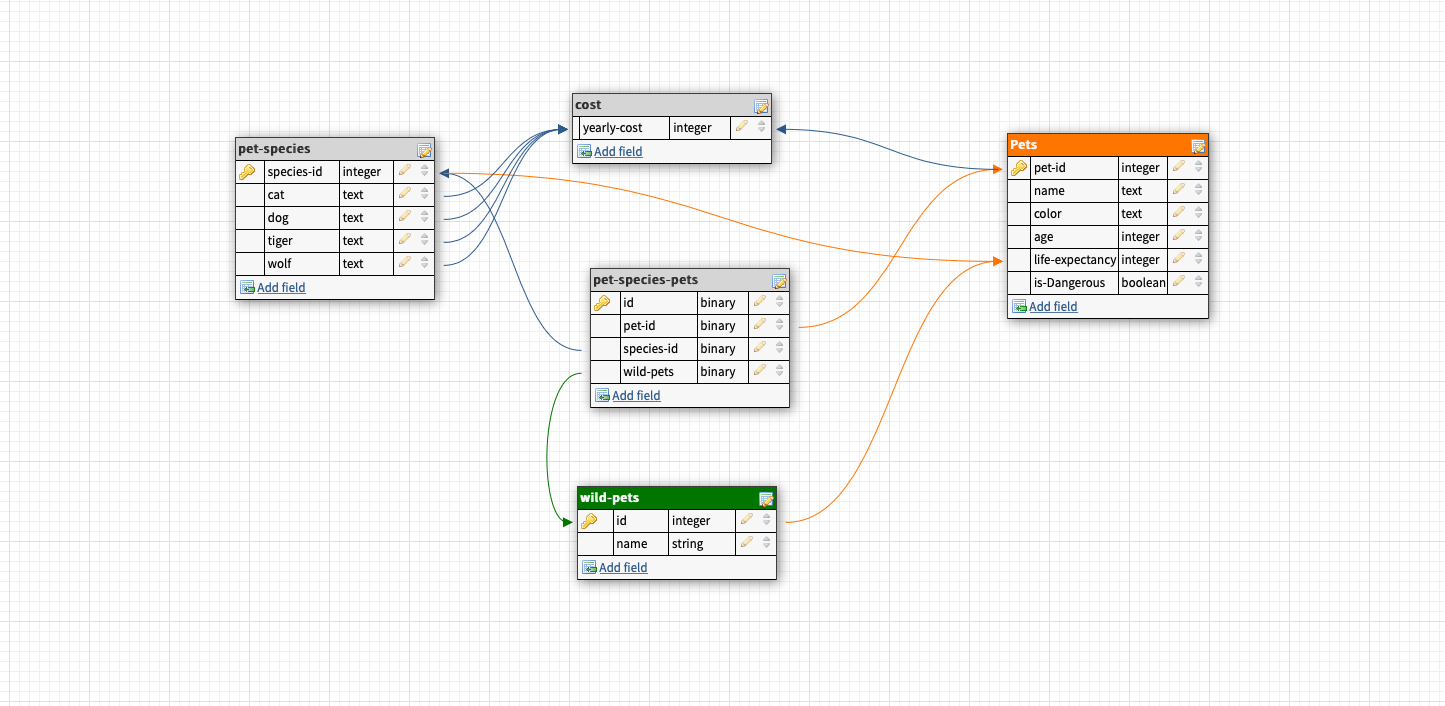 cost
yearly-cost integer
Add field
pet-species
species-id integer
cat text
dog text
tiger text
wolf text
Add field
Pets
pet-id integer
name text
color text
age integer
life-expectancy integer
is-Dangerous boolean
Add field
pet-species-pets
id binary
pet-id binary
species-id binary
wild-pets binary
Add field
wild-pets
id integer
name string
Add field